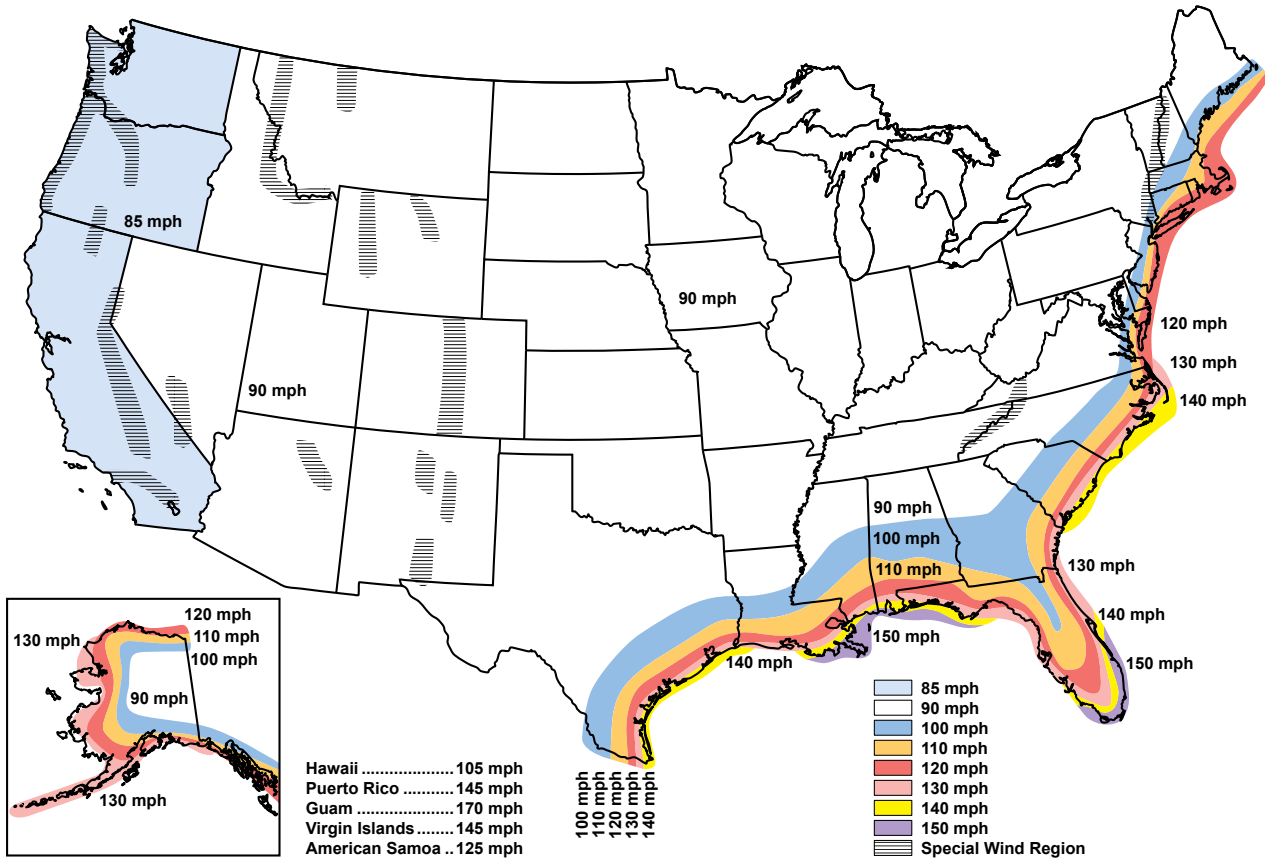 85 mph
90 mph
90 mph
120 mph
130 mph
140 mph
90 mph
100 mph
110 mph
130 mph
140 mph
150 mph
150 mph
140 mph
120 mph
110 mph
100 mph
130 mph
90 mph
130 mph
100 mph
110 mph
120 mph
130 mph
140 mph
Hawaii ..................... 105 mph
Puerto Rico .......... 145 mph
Guam .................... 170 mph
Virgin Islands ....... 145 mph
American Samoa .. 125 mph
85 mph
90 mph
100 mph
110 mph
120 mph
130 mph
140 mph
150 mph
Special Wind Region